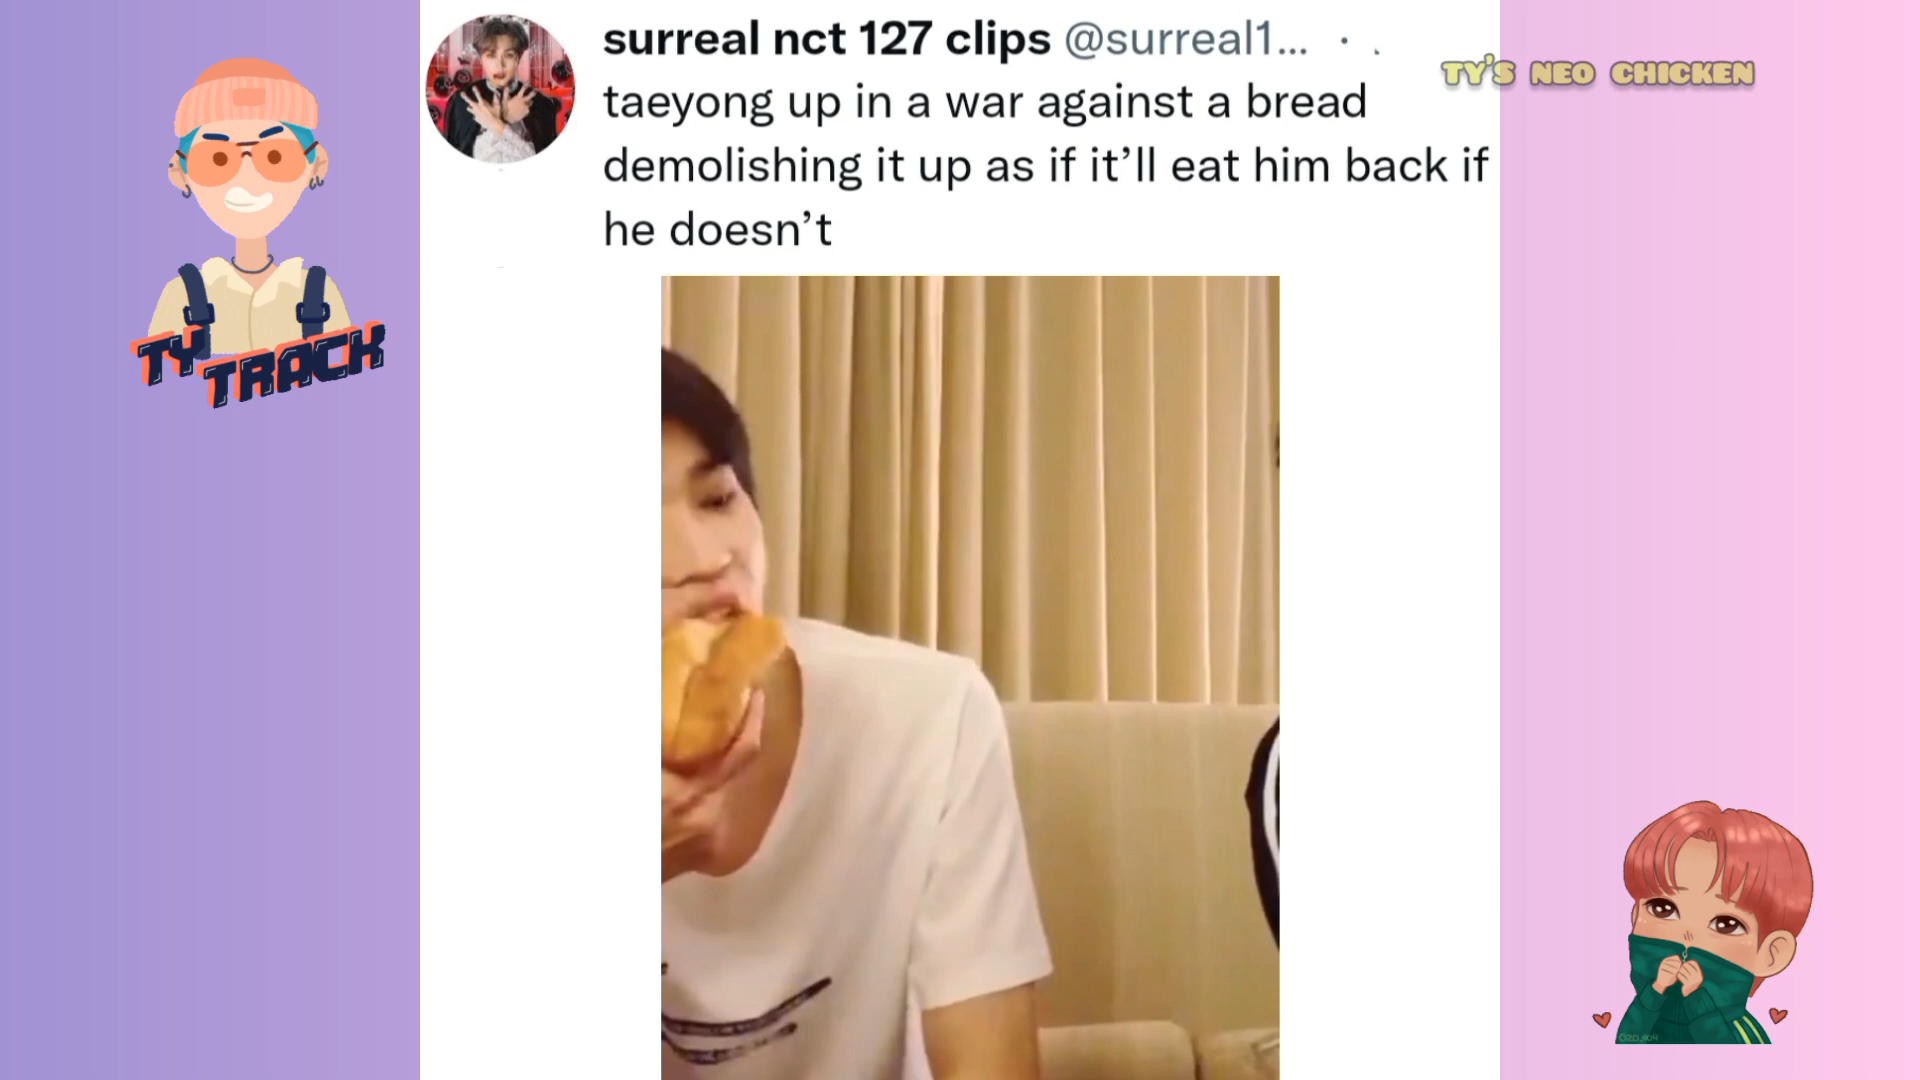 surreal nct 127 clips @surreal1... ·
taeyong up in a war against a bread
demolishing it up as if it’ll eat him back if
he doesn’t
TY'S NEO CHICKEN
TY
TRACK